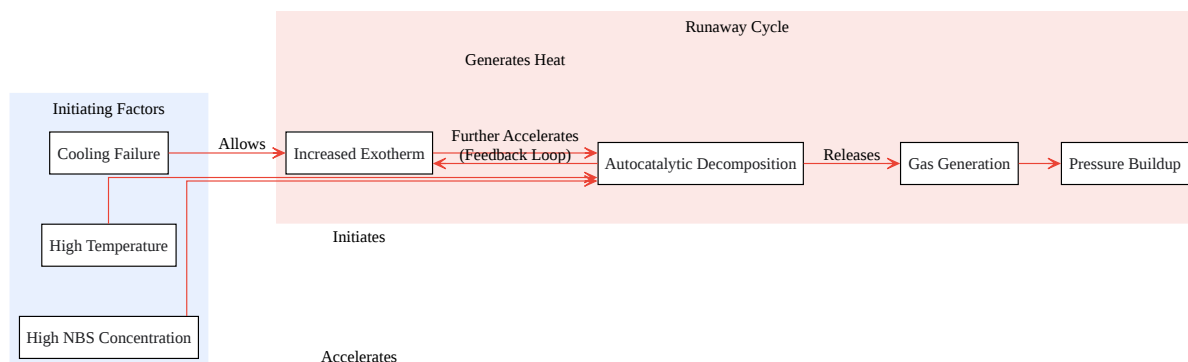 Runaway Cycle
Generates Heat
Initiating Factors
Cooling Failure
Allows
Increased Exotherm
Further Accelerates
(Feedback Loop)
Autocatalytic Decomposition
Releases
Gas Generation
Pressure Buildup
High Temperature
Initiates
High NBS Concentration
Accelerates